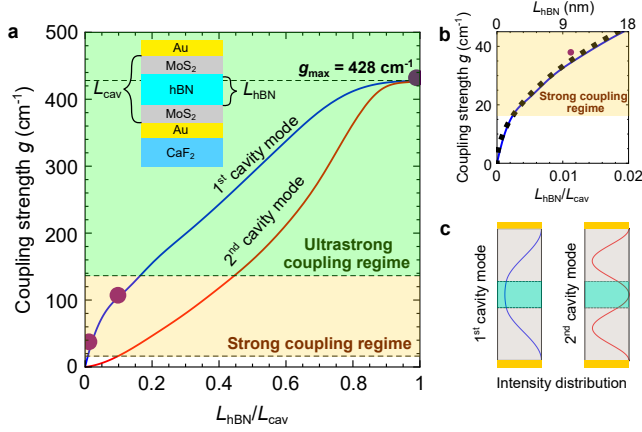 a
Au
MoS₂
hBN
MoS₂
Au
CaF₂
L_cav
L_hBN
g_max = 428 cm⁻¹
1st cavity mode
2nd cavity mode
Ultrastrong
coupling regime
Strong coupling regime
Coupling strength g (cm⁻¹)
500
400
300
200
100
0
0
0.2
0.4
0.6
0.8
1
L_hBN/L_cav
b
L_hBN (nm)
0
9
18
Coupling strength g (cm⁻¹)
40
20
0
Strong coupling
regime
0
0.01
0.02
L_hBN/L_cav
c
1st cavity mode
2nd cavity mode
Intensity distribution